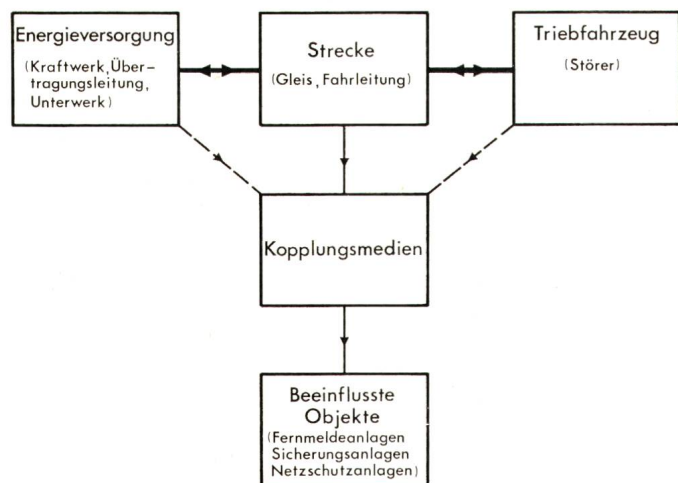 Energieversorgung
(Kraftwerk, Über-
tragungsleitung,
Unterwerk)
Strecke
(Gleis, Fahrleitung)
Triebfahrzeug
(Störer)
Kopplungsmedien
Beeinflusste
Objekte
(Fernmeldeanlagen
Sicherungsanlagen
Netzschutzanlagen)